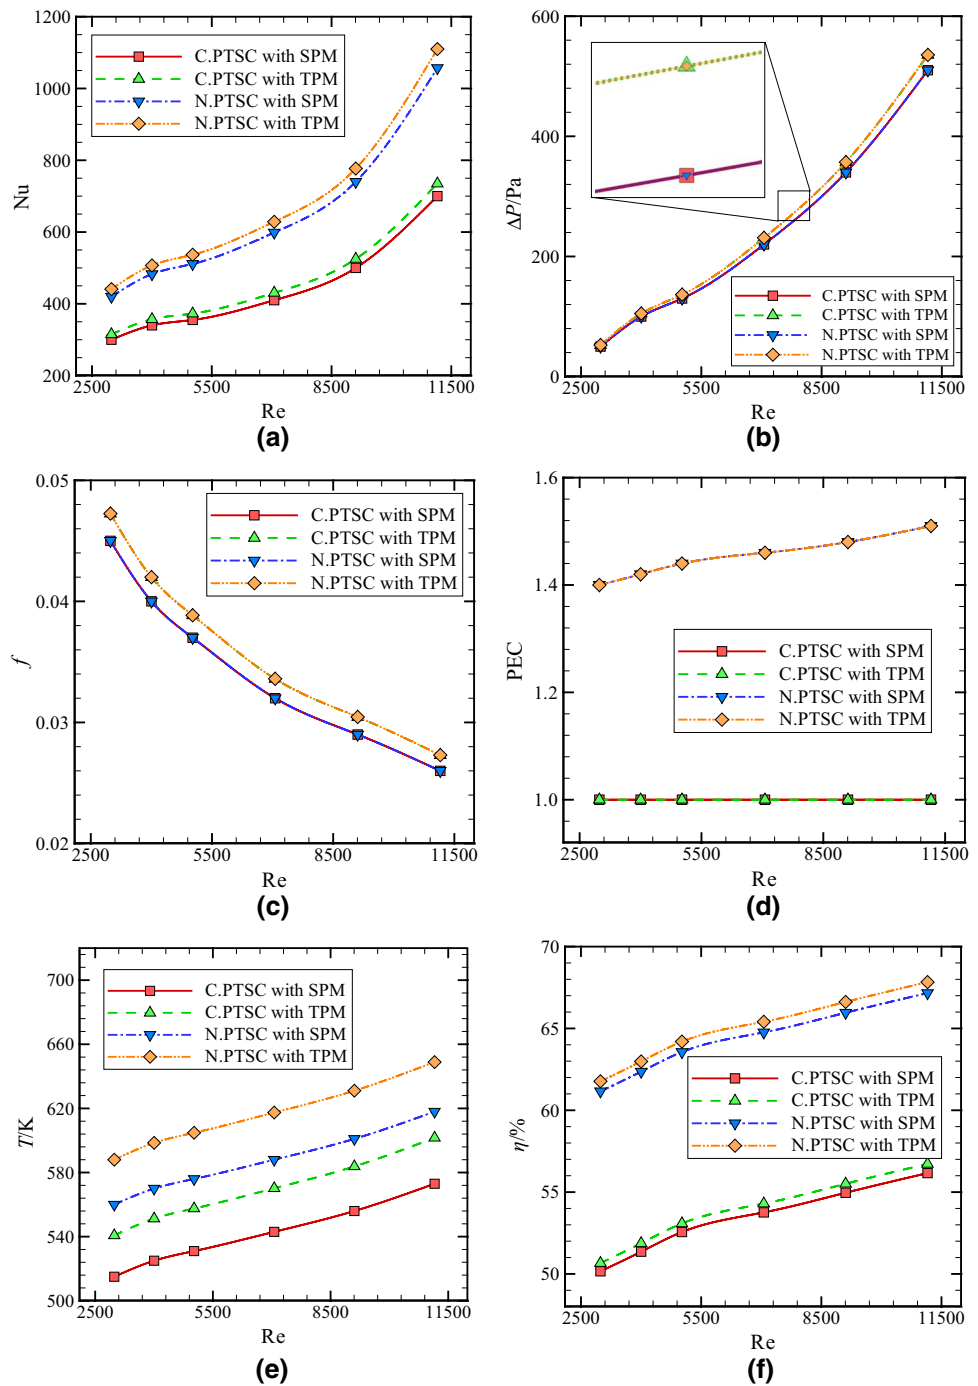 1200
1000
800
600
400
200
Nu
C.PTSC with SPM
C.PTSC with TPM
N.PTSC with SPM
N.PTSC with TPM
2500 5500 8500 11500
Re
(a)
600
400
200
0
ΔP/Pa
C.PTSC with SPM
C.PTSC with TPM
N.PTSC with SPM
N.PTSC with TPM
2500 5500 8500 11500
Re
(b)
0.05
0.04
0.03
0.02
f
C.PTSC with SPM
C.PTSC with TPM
N.PTSC with SPM
N.PTSC with TPM
2500 5500 8500 11500
Re
(c)
1.6
1.4
1.2
1.0
PEC
C.PTSC with SPM
C.PTSC with TPM
N.PTSC with SPM
N.PTSC with TPM
2500 5500 8500 11500
Re
(d)
700
660
620
580
540
500
T/K
C.PTSC with SPM
C.PTSC with TPM
N.PTSC with SPM
N.PTSC with TPM
2500 5500 8500 11500
Re
(e)
70
65
60
55
50
η/%
C.PTSC with SPM
C.PTSC with TPM
N.PTSC with SPM
N.PTSC with TPM
2500 5500 8500 11500
Re
(f)